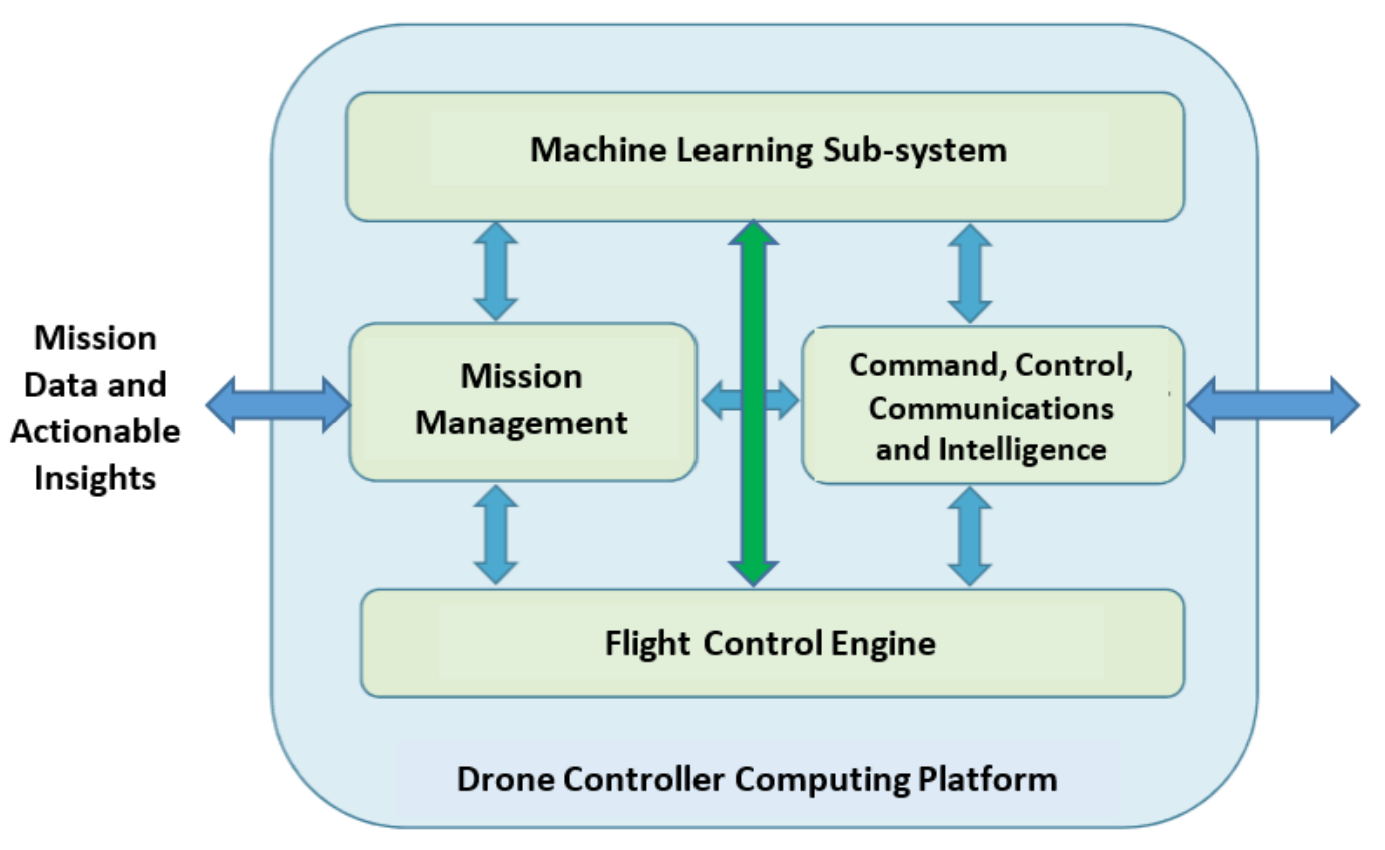 Machine Learning Sub-system
Mission
Data and
Actionable
Insights
Mission
Management
Command, Control,
Communications
and Intelligence
Flight Control Engine
Drone Controller Computing Platform